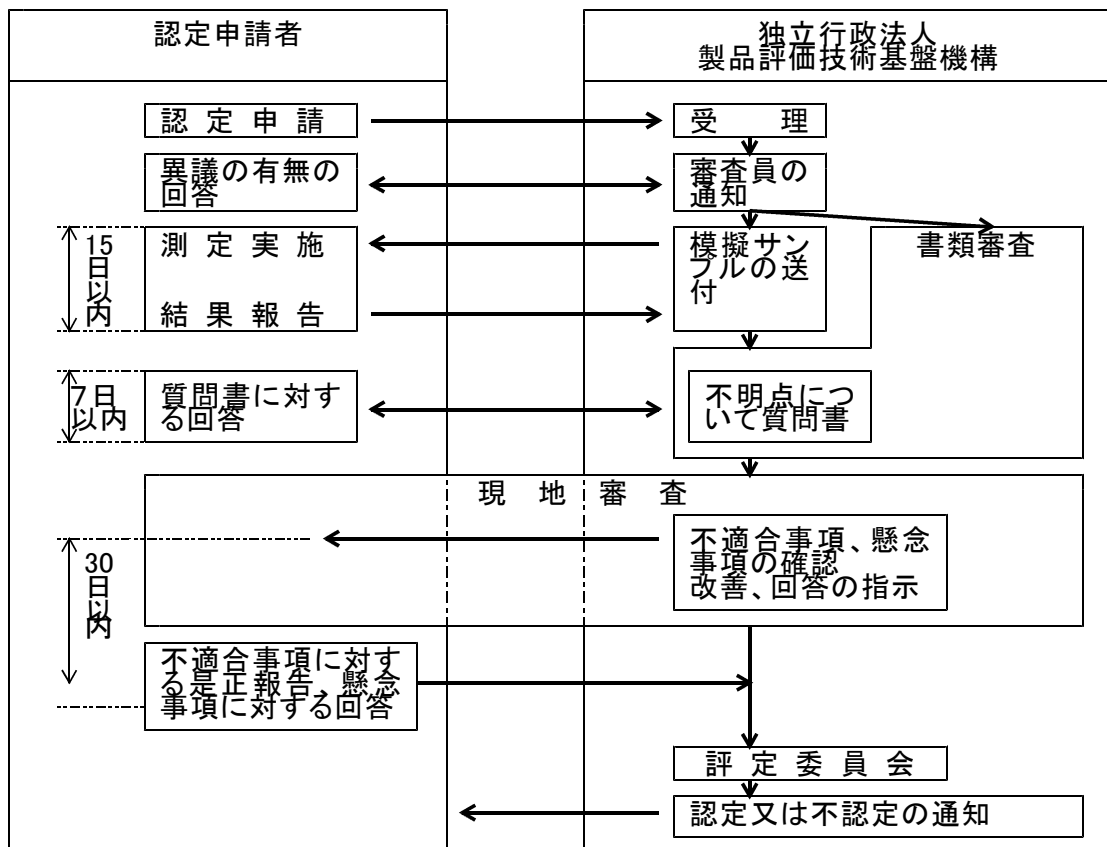 認定申請者
独立行政法人
製品評価技術基盤機構
認 定 申 請
受 理
異議の有無の
回答
審査員の
通知
15
日
以
内
測 定 実 施
結 果 報 告
模擬サン
プルの送
付
書類審査
7日
以内
質問書に対す
る回答
不明点につ
いて質問書
現 地 審 査
30
日
以
内
不適合事項、懸念
事項の確認
改善、回答の指示
不適合事項に対す
る是正報告、懸念
事項に対する回答
評 定 委 員 会
認定又は不認定の通知